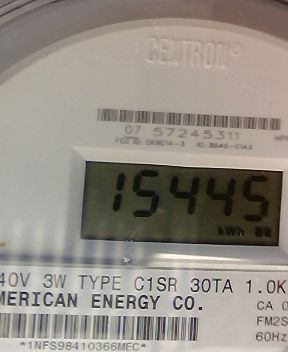 CENTRON®
07 57245311
15445
kWh
40V 3W TYPE C1SR 30TA 1.0K
MERICAN ENERGY CO.
CA 0
FM2S
60Hz
*1NFS98410366MEC*